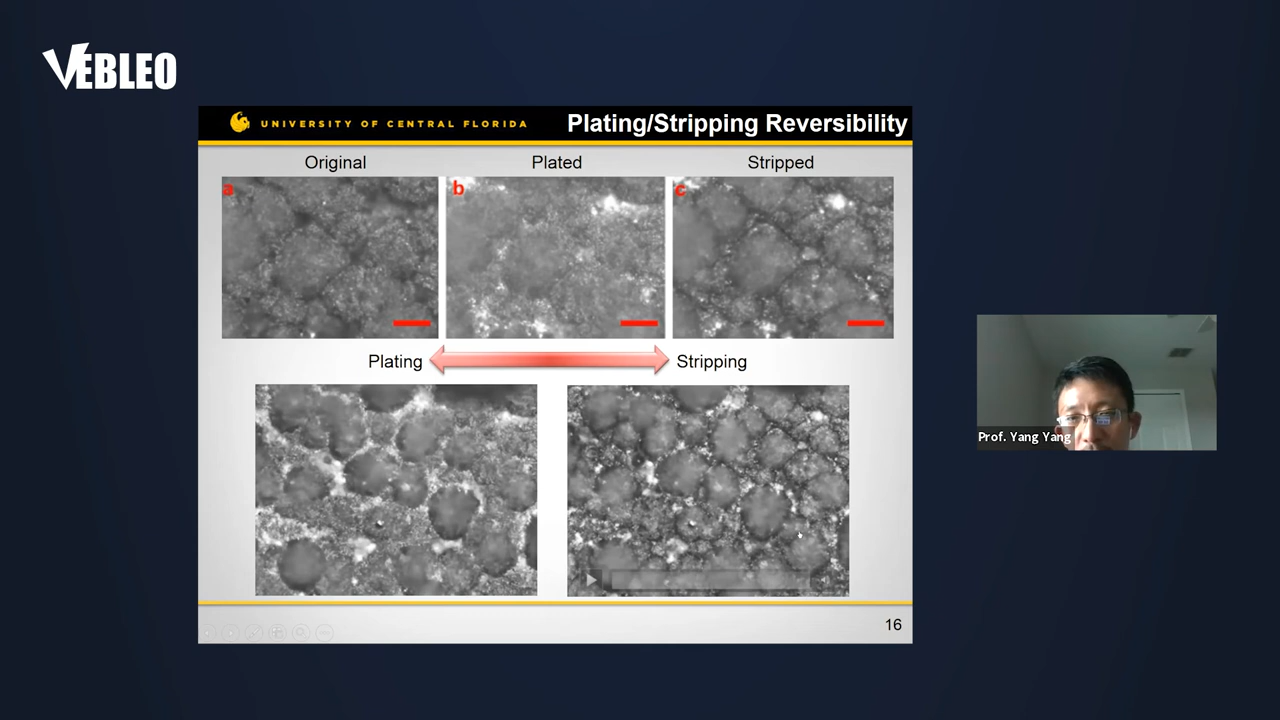 VEBLEO
UNIVERSITY OF CENTRAL FLORIDA
Plating/Stripping Reversibility
Original
Plated
Stripped
a
b
c
Plating
Stripping
Prof. Yang Yang
16